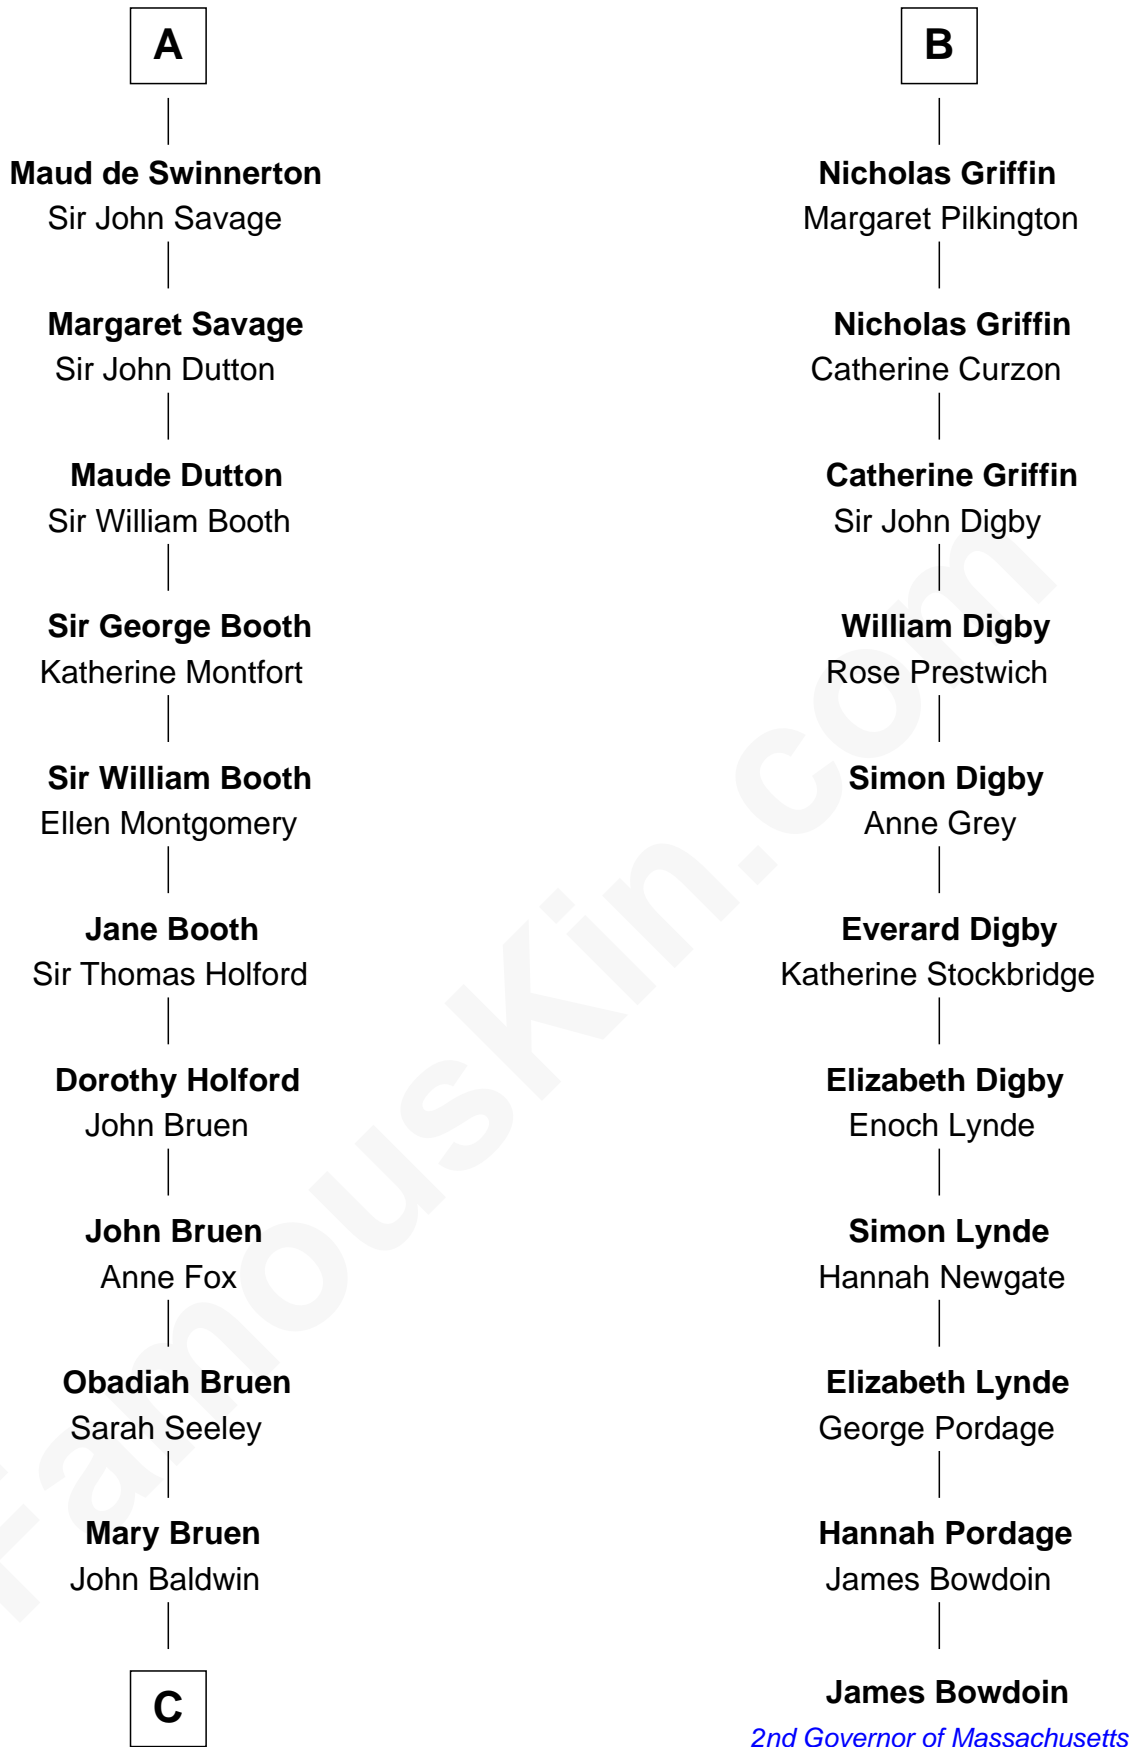 A
Maud de Swinnerton
Sir John Savage
Margaret Savage
Sir John Dutton
Maude Dutton
Sir William Booth
Sir George Booth
Katherine Montfort
Sir William Booth
Ellen Montgomery
Jane Booth
Sir Thomas Holford
Dorothy Holford
John Bruen
John Bruen
Anne Fox
Obadiah Bruen
Sarah Seeley
Mary Bruen
John Baldwin
C
B
Nicholas Griffin
Margaret Pilkington
Nicholas Griffin
Catherine Curzon
Catherine Griffin
Sir John Digby
William Digby
Rose Prestwich
Simon Digby
Anne Grey
Everard Digby
Katherine Stockbridge
Elizabeth Digby
Enoch Lynde
Simon Lynde
Hannah Newgate
Elizabeth Lynde
George Pordage
Hannah Pordage
James Bowdoin
James Bowdoin
2nd Governor of Massachusetts
FamousKin.com